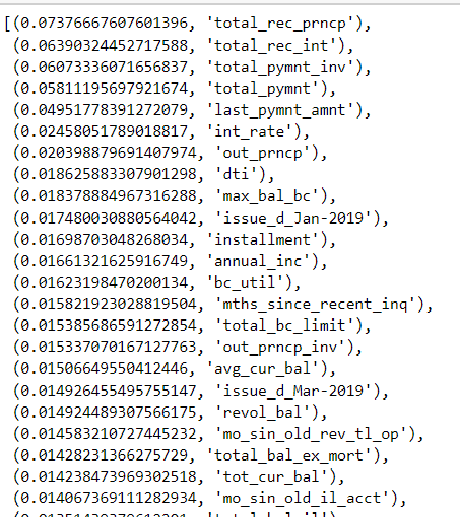 [(0.07376667607601396, 'total_rec_prncp'),
(0.06390324452717588, 'total_rec_int'),
(0.06073336071656837, 'total_pymnt_inv'),
(0.05811195697921674, 'total_pymnt'),
(0.04951778391272079, 'last_pymnt_amnt'),
(0.02458051789018817, 'int_rate'),
(0.020398879691407974, 'out_prncp'),
(0.018625883307901298, 'dti'),
(0.018378884967316288, 'max_bal_bc'),
(0.017480030880564042, 'issue_d_Jan-2019'),
(0.01698703048268034, 'installment'),
(0.01661321625916749, 'annual_inc'),
(0.01623198470200134, 'bc_util'),
(0.015821923028819504, 'mths_since_recent_inq'),
(0.015385686591272854, 'total_bc_limit'),
(0.015337070167127763, 'out_prncp_inv'),
(0.01506649550412446, 'avg_cur_bal'),
(0.014926455495755147, 'issue_d_Mar-2019'),
(0.014924489307566175, 'revol_bal'),
(0.014583210727445232, 'mo_sin_old_rev_tl_op'),
(0.01428231366275729, 'total_bal_ex_mort'),
(0.014238473969302518, 'tot_cur_bal'),
(0.014067369111282934, 'mo_sin_old_il_acct'),